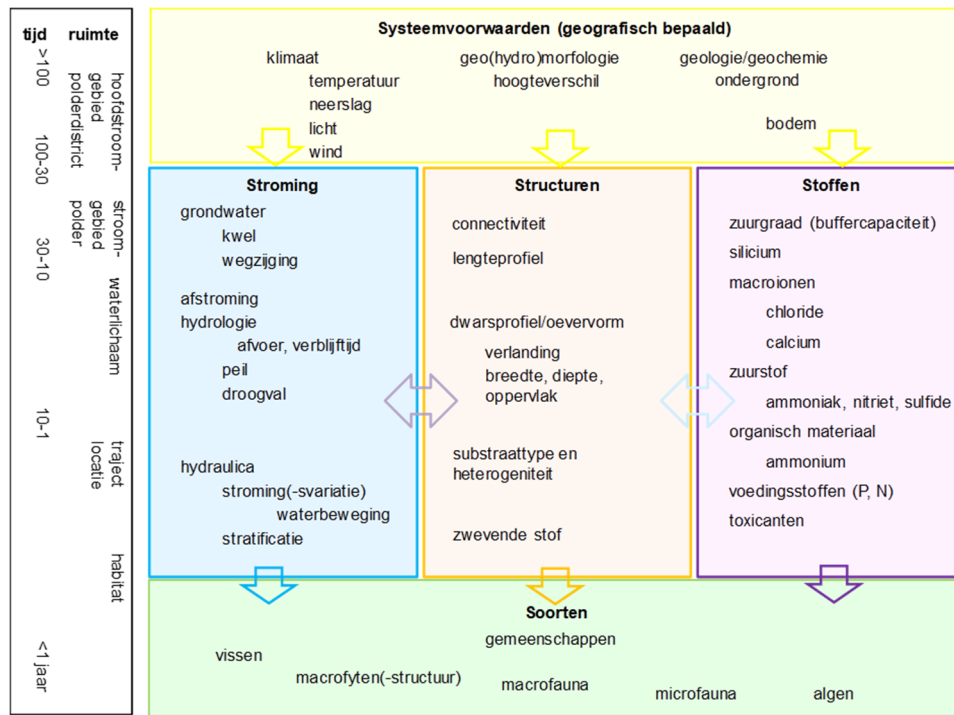 tijd
ruimte
>100
100-30
30-10
10-1
<1 jaar
hoofdstroom-
gebied
polderdistrict
stroom-
gebied
polder
waterlichaam
traject
locatie
habitat
Systeemvoorwaarden (geografisch bepaald)
klimaat
temperatuur
neerslag
licht
wind
geo(hydro)morfologie
hoogteverschil
geologie/geochemie
ondergrond
bodem
Stroming
grondwater
kwel
wegzijging
afstroming
hydrologie
afvoer, verblijftijd
peil
droogval
hydraulica
stroming(-svariatie)
waterbeweging
stratificatie
Structuren
connectiviteit
lengteprofiel
dwarsprofiel/oevervorm
verlanding
breedte, diepte,
oppervlak
substraattype en
heterogeniteit
zwevende stof
Stoffen
zuurgraad (buffercapaciteit)
silicium
macroionen
chloride
calcium
zuurstof
ammoniak, nitriet, sulfide
organisch materiaal
ammonium
voedingsstoffen (P, N)
toxicanten
Soorten
gemeenschappen
vissen
macrofyten(-structuur)
macrofauna
microfauna
algen